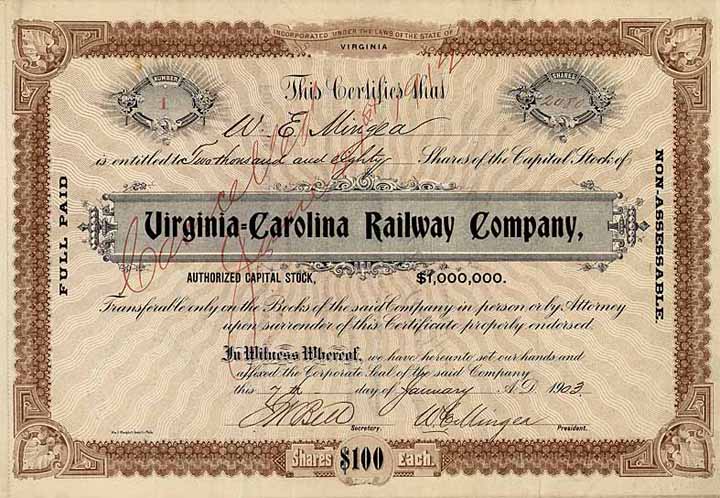 INCORPORATED UNDER THE LAWS OF THE STATE OF
VIRGINIA
NUMBER
1
This Certifies that
SHARES
2080
W. E. Mingea
is entitled to Two thousand and eighty Shares of the Capital Stock of
Virginia-Carolina Railway Company,
AUTHORIZED CAPITAL STOCK, $1,000,000.
Transferable only on the Books of the said Company in person or by Attorney
upon surrender of this Certificate properly endorsed.
In Witness Whereof, we have hereunto set our hands and
affixed the Corporate Seal of the said Company
this 7th day of January A.D. 1903.
W. E. Mingea
Secretary. President.
Shares $100 Each.
FULL PAID
NON-ASSESSABLE.
Cancelled